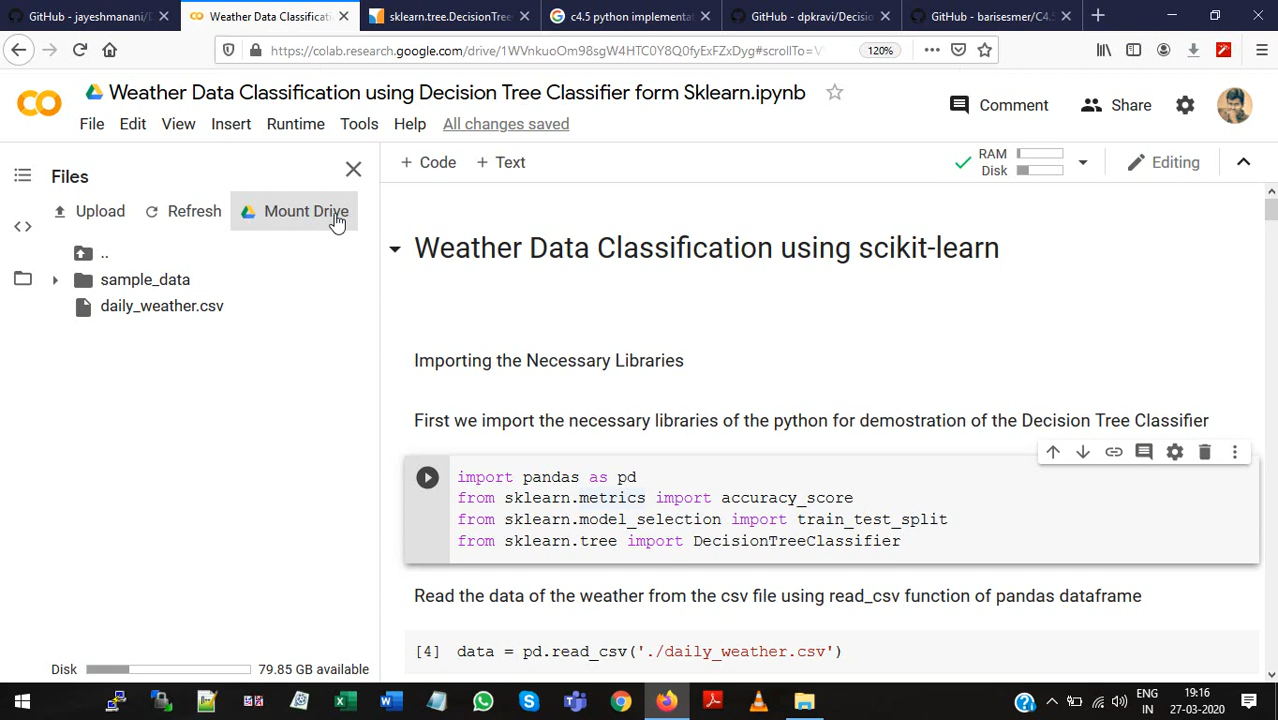 GitHub - jayeshmanani/D
Weather Data Classificatio
sklearn.tree.DecisionTree
c4.5 python implementat
GitHub - dpkravi/Decisio
GitHub - barisesmer/C4.5
https://colab.research.google.com/drive/1WVnkuoOm98sgW4HTC0Y8Q0fyExFZxDyg#scrollTo=V
120%
Weather Data Classification using Decision Tree Classifier form Sklearn.ipynb
Comment
Share
File
Edit
View
Insert
Runtime
Tools
Help
All changes saved
Files
+ Code
+ Text
RAM
Disk
Editing
Upload
Refresh
Mount Drive
..
sample_data
daily_weather.csv
Weather Data Classification using scikit-learn
Importing the Necessary Libraries
First we import the necessary libraries of the python for demostration of the Decision Tree Classifier
import pandas as pd
from sklearn.metrics import accuracy_score
from sklearn.model_selection import train_test_split
from sklearn.tree import DecisionTreeClassifier
Read the data of the weather from the csv file using read_csv function of pandas dataframe
[4] data = pd.read_csv('./daily_weather.csv')
Disk
79.85 GB available
ENG
IN
19:16
27-03-2020